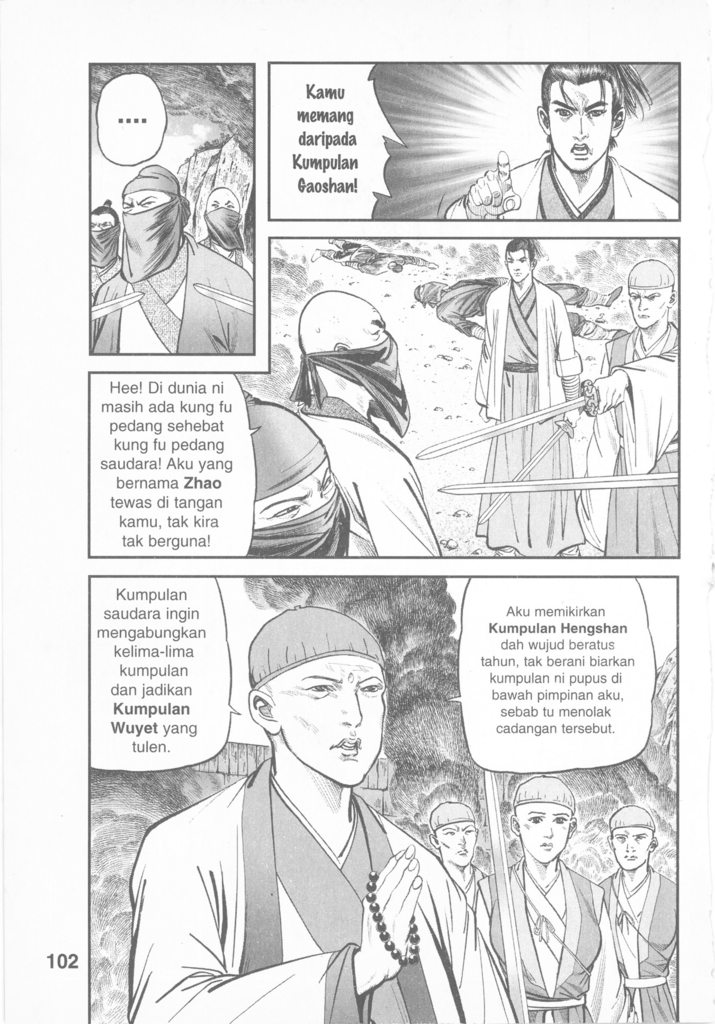 ....
Kamu
memang
daripada
Kumpulan
Gaoshan!
Hee! Di dunia ni
masih ada kung fu
pedang sehebat
kung fu pedang
saudara! Aku yang
bernama Zhao
tewas di tangan
kamu, tak kira
tak berguna!
Kumpulan
saudara ingin
mengabungkan
kelima-lima
kumpulan
dan jadikan
Kumpulan
Wuyet yang
tulen.
Aku memikirkan
Kumpulan Hengshan
dah wujud beratus
tahun, tak berani biarkan
kumpulan ni pupus di
bawah pimpinan aku,
sebab tu menolak
cadangan tersebut.
102